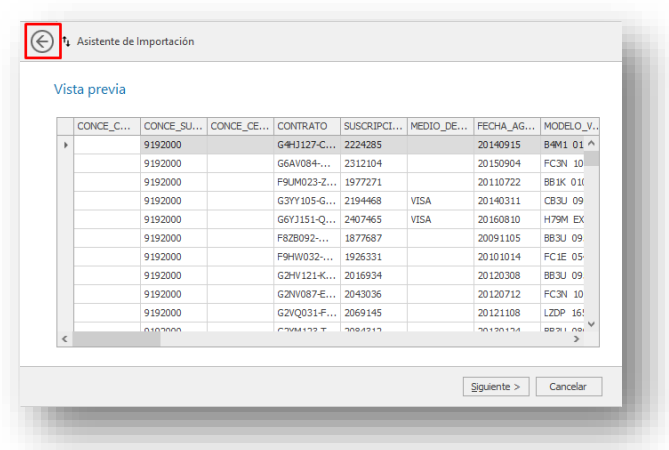 Asistente de Importación
Vista previa
CONCE_C... CONCE_SU... CONCE_CE... CONTRATO SUSCRIPCI... MEDIO_DE... FECHA_AG... MODELO_V...
9192000 G4HJ127-C... 2224285 20140915 B4M1 01
9192000 G6AV084-... 2312104 20150904 FC3N 10
9192000 F9UM023-Z... 1977271 20110722 BB1K 010
9192000 G3YY105-G... 2194468 VISA 20140311 CB3U 09
9192000 G6YJ151-Q... 2407465 VISA 20160810 H79M EX
9192000 F8ZB092-... 1877687 20091105 BB3U 09
9192000 F9HW032-... 1926331 20101014 FC1E 05
9192000 G2HV121-K... 2016934 20120308 BB3U 09
9192000 G2NV087-E... 2043036 20120712 FC3N 10
9192000 G2VQ031-F... 2069145 20121108 LZDP 16
Siguiente > Cancelar